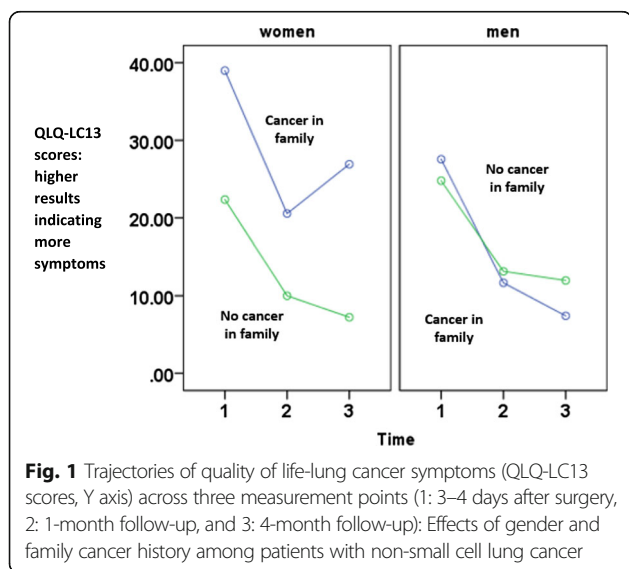 women
men
40.00
30.00
20.00
10.00
.00
QLQ-LC13
scores:
higher
results
indicating
more
symptoms
Cancer in
family
No cancer
in family
No cancer
in family
Cancer in
family
1 2 3 1 2 3
Time
Fig. 1 Trajectories of quality of life-lung cancer symptoms (QLQ-LC13
scores, Y axis) across three measurement points (1: 3–4 days after surgery,
2: 1-month follow-up, and 3: 4-month follow-up): Effects of gender and
family cancer history among patients with non-small cell lung cancer